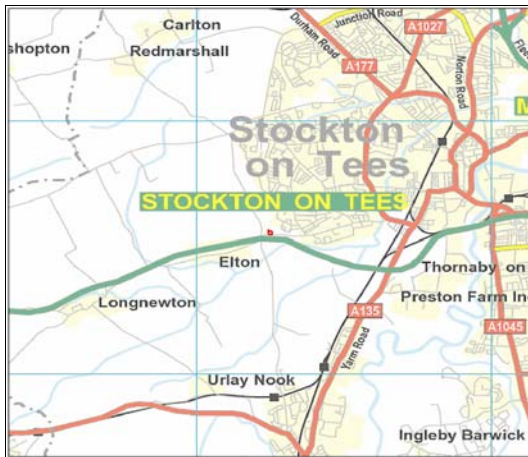 Carlton
Junction Road
A1027
shopton
Redmarshall
Durham Road
A177
Norton Road
M
Stockton
on Tees
STOCKTON ON TEES
b
Elton
Thornaby on
Longnewton
Preston Farm In
A135
A1045
Yarm Road
Urlay Nook
Ingleby Barwick